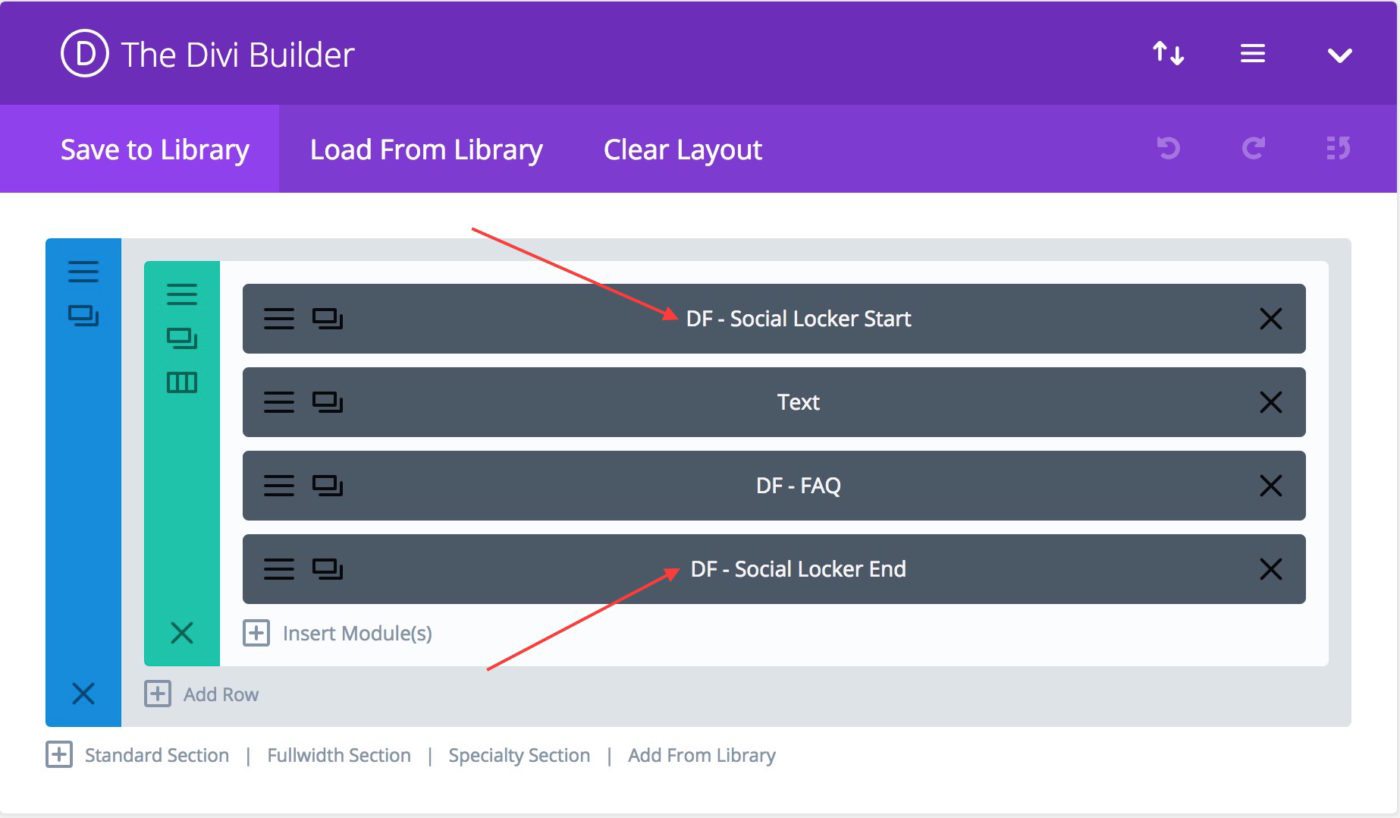 D The Divi Builder
Save to Library Load From Library Clear Layout
DF - Social Locker Start
Text
DF - FAQ
DF - Social Locker End
Insert Module(s)
Add Row
Standard Section | Fullwidth Section | Specialty Section | Add From Library